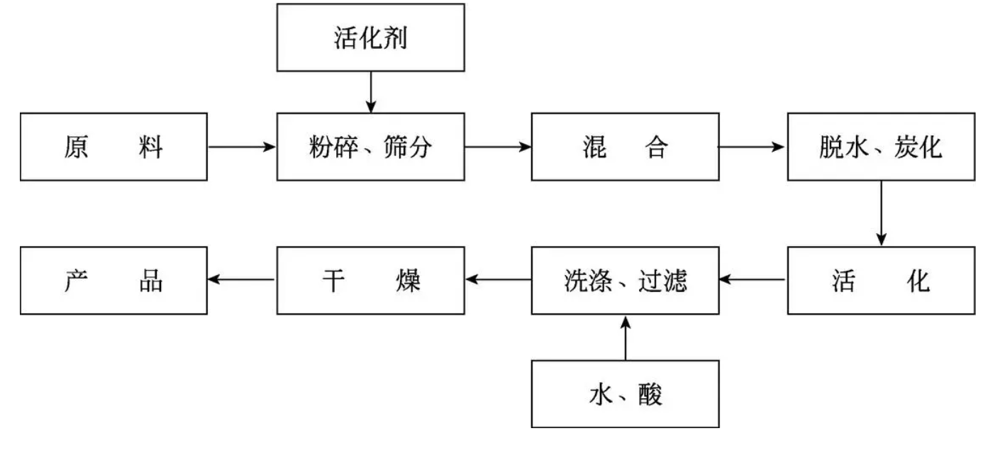 活化剂
原 料
粉碎、筛分
混 合
脱水、炭化
产 品
干 燥
洗涤、过滤
活 化
水、酸